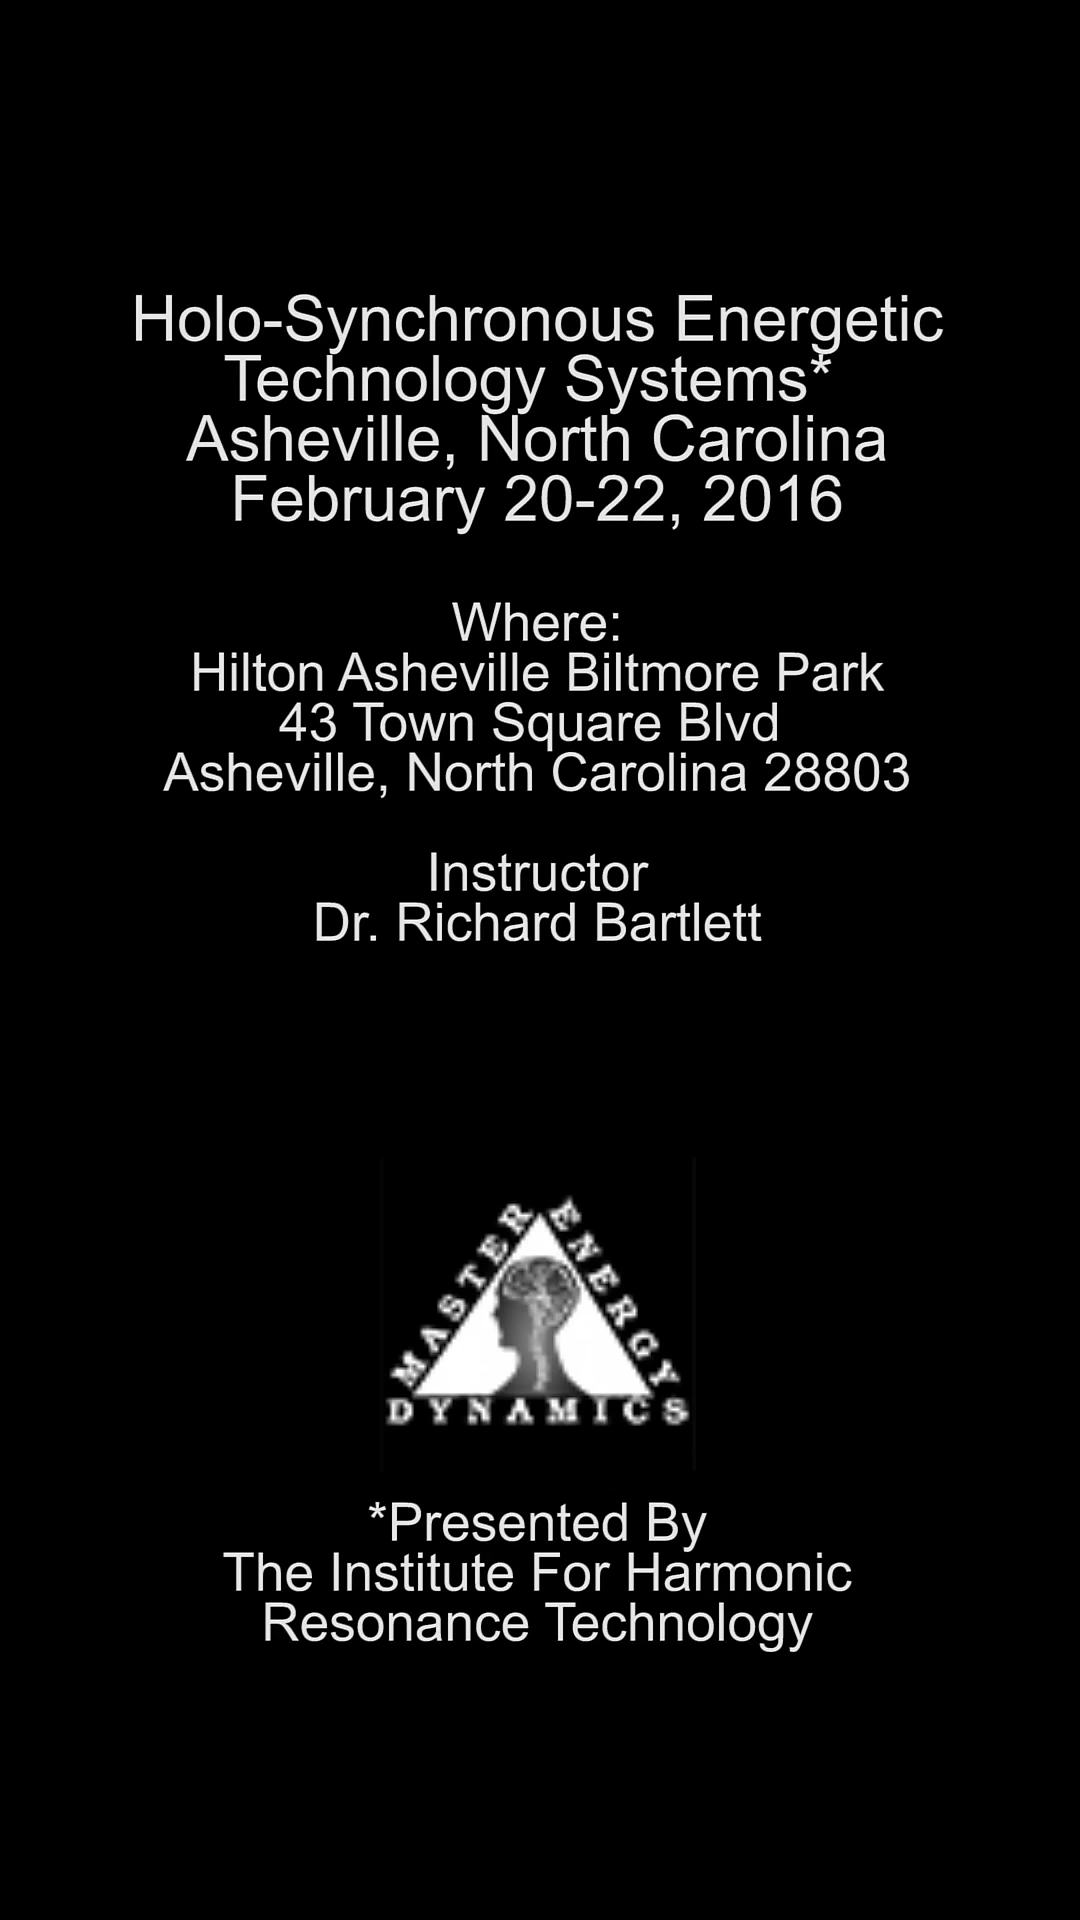 Holo-Synchronous Energetic
Technology Systems*
Asheville, North Carolina
February 20-22, 2016
Where:
Hilton Asheville Biltmore Park
43 Town Square Blvd
Asheville, North Carolina 28803
Instructor
Dr. Richard Bartlett
MASTER ENERGY
DYNAMICS
*Presented By
The Institute For Harmonic
Resonance Technology